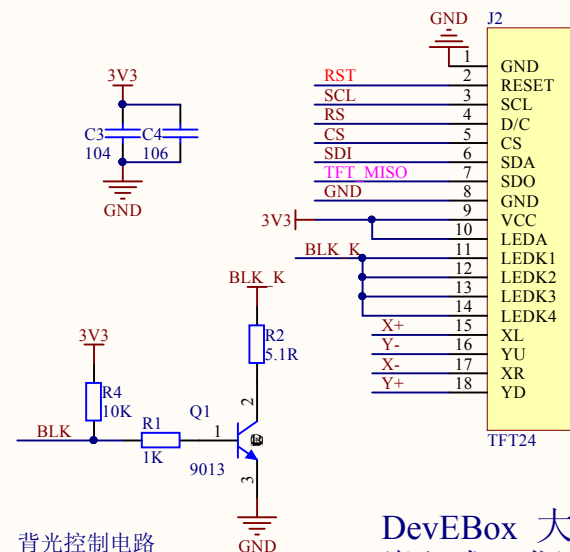 GND
J2
1 GND
RST 2 RESET
SCL 3 SCL
RS 4 D/C
CS 5 CS
SDI 6 SDA
TFT_MISO 7 SDO
GND 8 GND
3V3 9 VCC
10 LEDA
BLK_K 11 LEDK1
12 LEDK2
13 LEDK3
14 LEDK4
X+ 15 XL
Y- 16 YU
X- 17 XR
Y+ 18 YD
TFT24
3V3
C3 C4
104 106
GND
BLK_K
R2
5.1R
3V3
R4
10K
BLK
R1
1K
Q1
1
2
3
9013
GND
背光控制电路
DevEBox 大